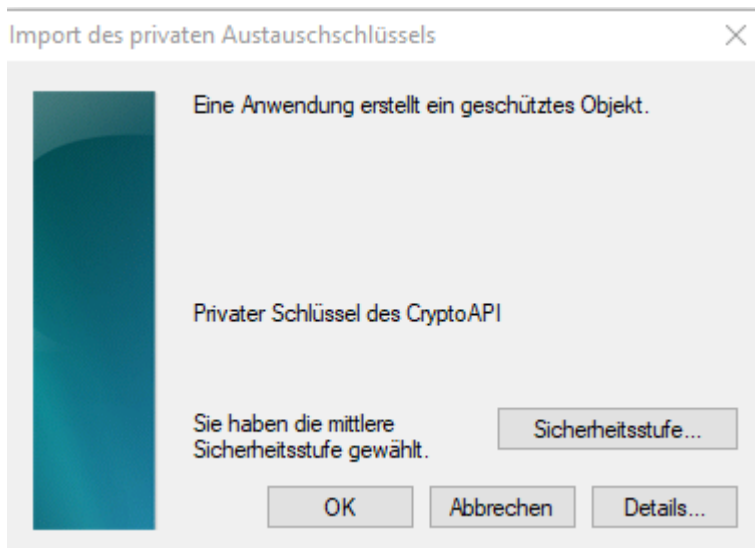 Import des privaten Austauschschlüssels
Eine Anwendung erstellt ein geschütztes Objekt.
Privater Schlüssel des CryptoAPI
Sie haben die mittlere
Sicherheitsstufe gewählt.
Sicherheitsstufe...
OK
Abbrechen
Details...